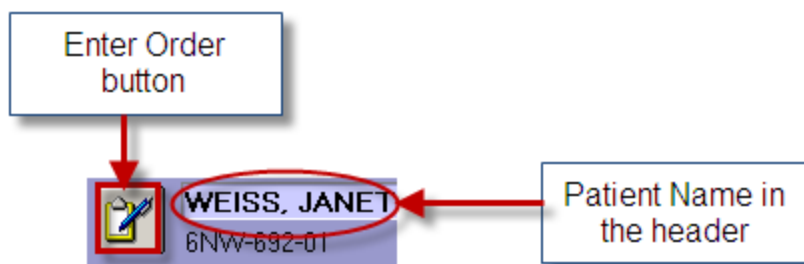 Enter Order
button
WEISS, JANET
6NW-692-01
Patient Name in
the header